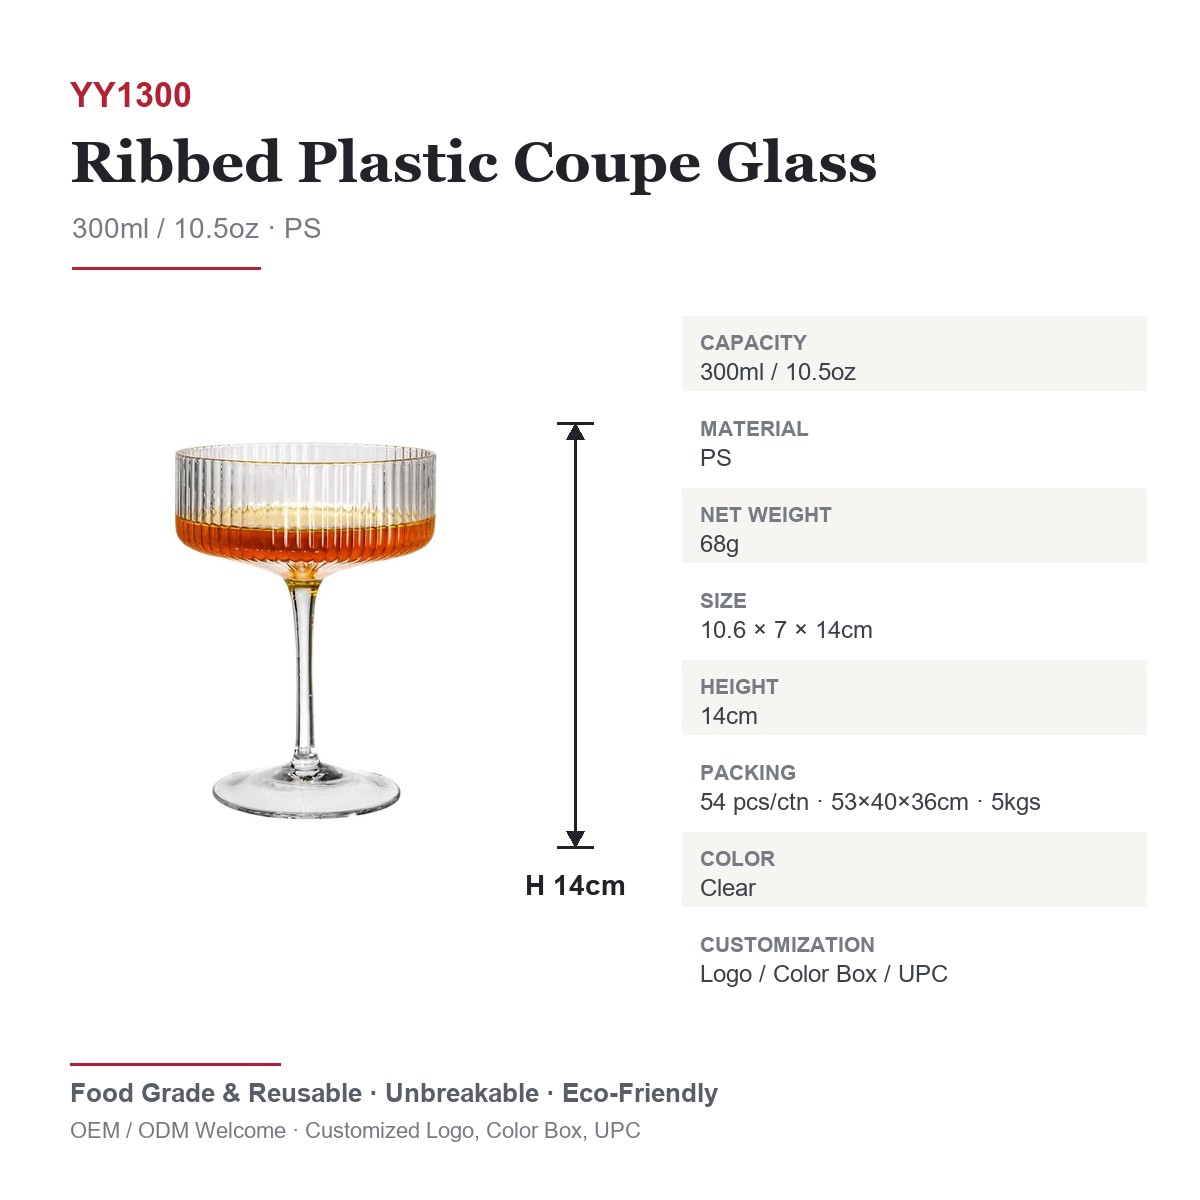 YY1300
Ribbed Plastic Coupe Glass
300ml / 10.5oz · PS
CAPACITY
300ml / 10.5oz
MATERIAL
PS
NET WEIGHT
68g
SIZE
10.6 × 7 × 14cm
HEIGHT
14cm
PACKING
54 pcs/ctn · 53×40×36cm · 5kgs
COLOR
Clear
CUSTOMIZATION
Logo / Color Box / UPC
H 14cm
Food Grade & Reusable · Unbreakable · Eco-Friendly
OEM / ODM Welcome · Customized Logo, Color Box, UPC